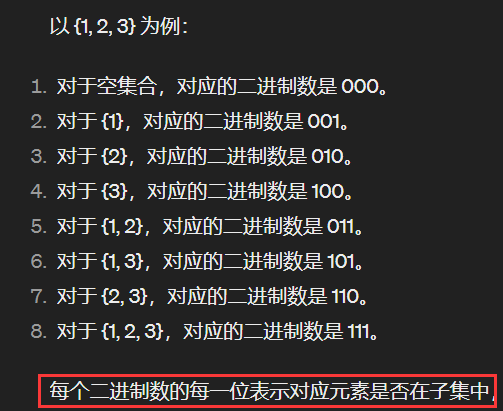 以 {1, 2, 3} 为例：
1. 对于空集合，对应的二进制数是 000。
2. 对于 {1}，对应的二进制数是 001。
3. 对于 {2}，对应的二进制数是 010。
4. 对于 {3}，对应的二进制数是 100。
5. 对于 {1, 2}，对应的二进制数是 011。
6. 对于 {1, 3}，对应的二进制数是 101。
7. 对于 {2, 3}，对应的二进制数是 110。
8. 对于 {1, 2, 3}，对应的二进制数是 111。
每个二进制数的每一位表示对应元素是否在子集中，